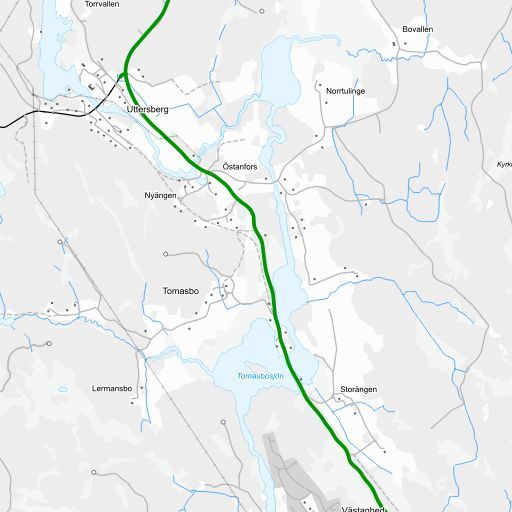 Torrvallen
Bovallen
Norrtulinge
Uttersberg
Östanfors
Kyrk
Nyängen
Tomasbo
Tomasbosjön
Lermansbo
Storängen
Västanhed